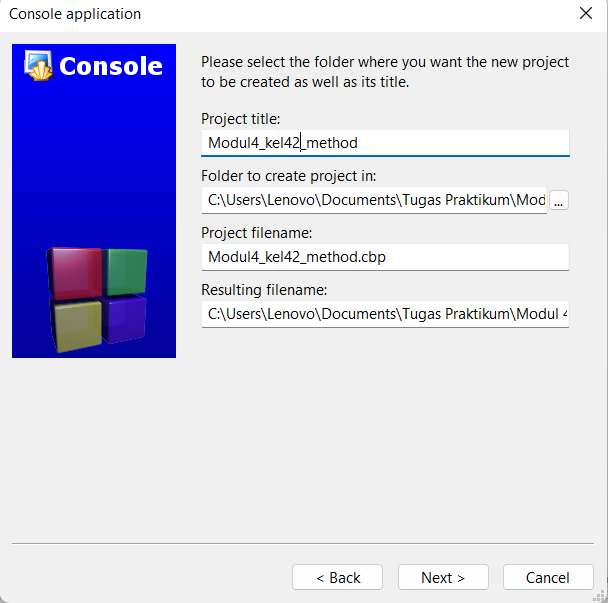 Console application
Console
Please select the folder where you want the new project
to be created as well as its title.
Project title:
Modul4_kel42_method
Folder to create project in:
C:\Users\Lenovo\Documents\Tugas Praktikum\Mod
...
Project filename:
Modul4_kel42_method.cbp
Resulting filename:
C:\Users\Lenovo\Documents\Tugas Praktikum\Modul 4
< Back
Next >
Cancel